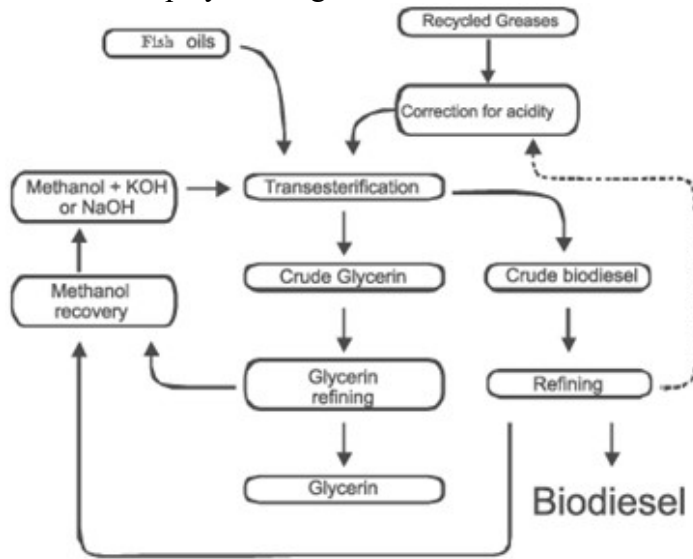 Recycled Greases
Fish oils
Correction for acidity
Methanol + KOH
or NaOH
Transesterification
Methanol
recovery
Crude Glycerin
Crude biodiesel
Glycerin
refining
Refining
Glycerin
Biodiesel